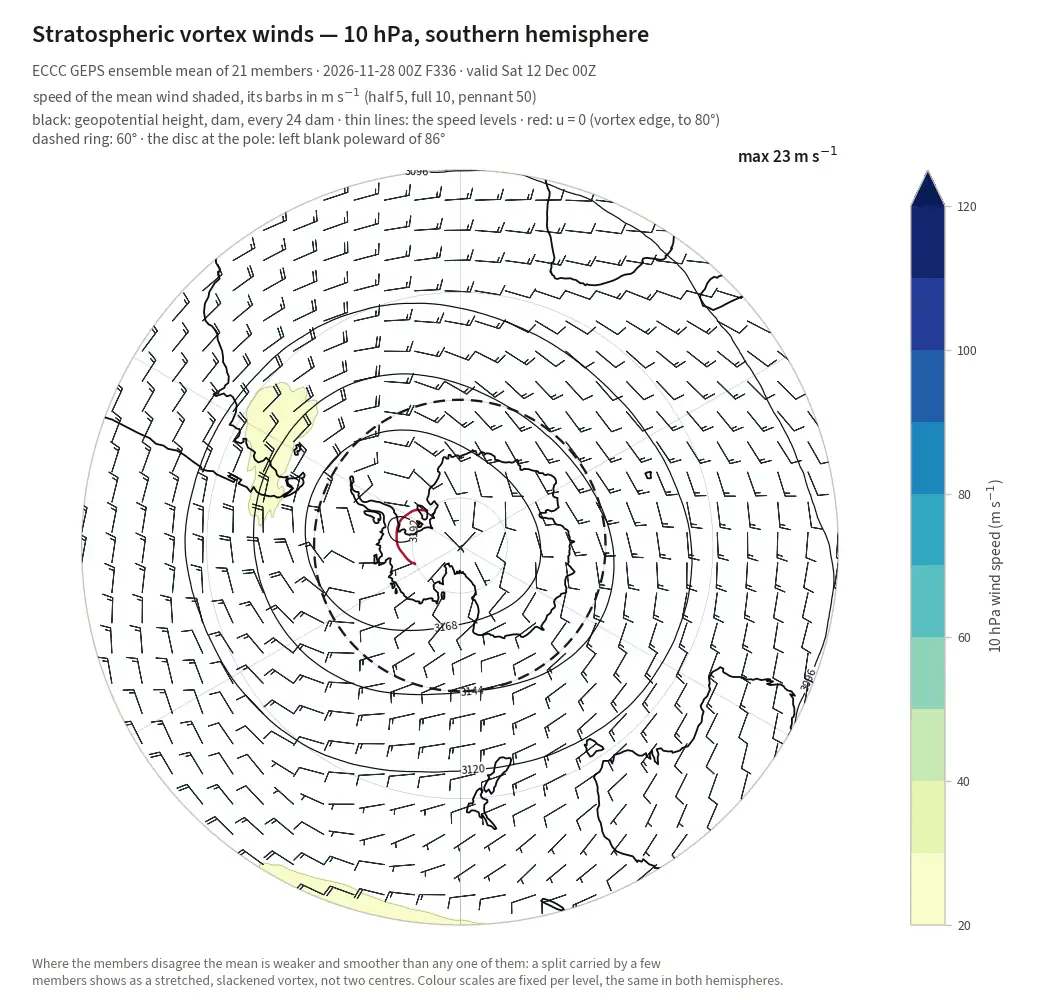 Stratospheric vortex winds — 10 hPa, southern hemisphere
ECCC GEPS ensemble mean of 21 members · 2026-11-28 00Z F336 · valid Sat 12 Dec 00Z
speed of the mean wind shaded, its barbs in m s⁻¹ (half 5, full 10, pennant 50)
black: geopotential height, dam, every 24 dam · thin lines: the speed levels · red: u = 0 (vortex edge, to 80°)
dashed ring: 60° · the disc at the pole: left blank poleward of 86°
max 23 m s⁻¹
3096
120
100
80
60
40
20
10 hPa wind speed (m s⁻¹)
3192
3168
3144
3120
3096
Where the members disagree the mean is weaker and smoother than any one of them: a split carried by a few
members shows as a stretched, slackened vortex, not two centres. Colour scales are fixed per level, the same in both hemispheres.